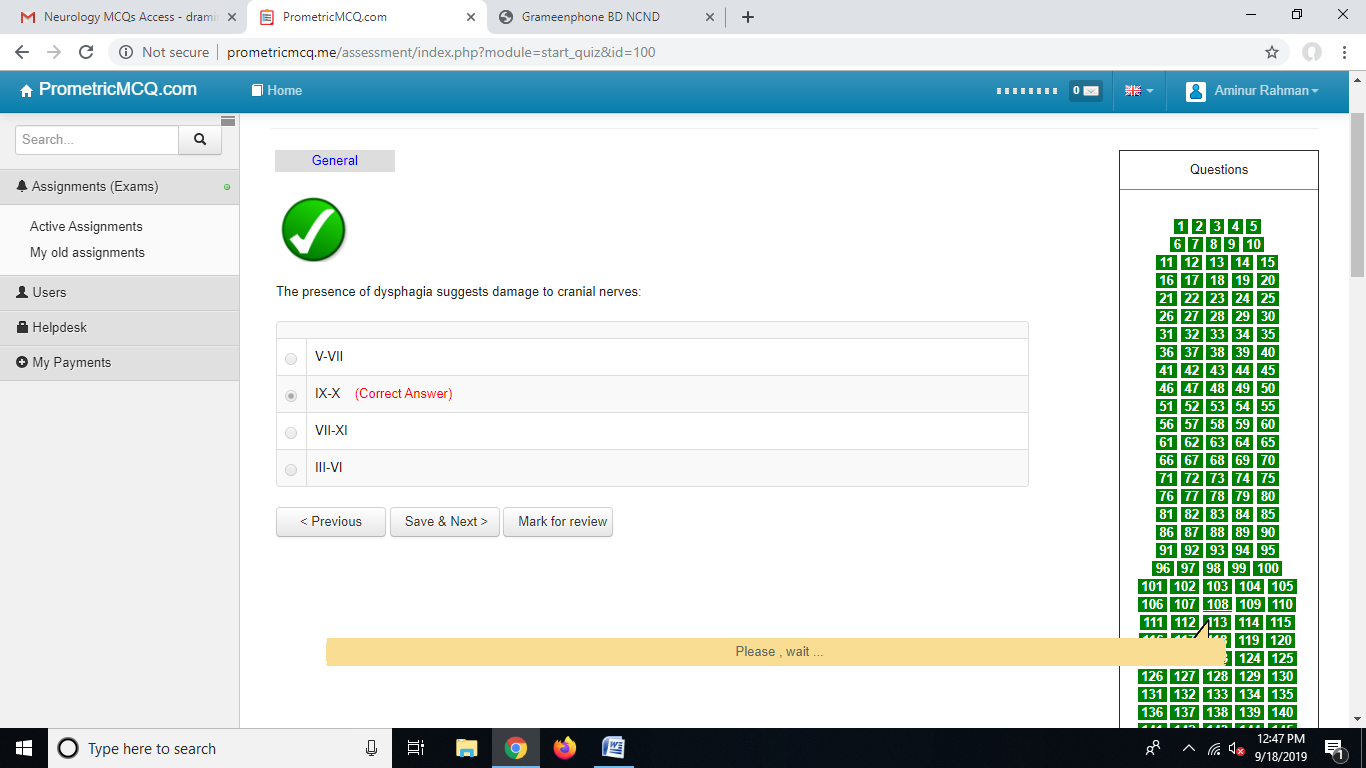 Neurology MCQs Access - drami
PrometricMCQ.com
Grameenphone BD NCND
Not secure | prometricmcq.me/assessment/index.php?module=start_quiz&id=100
PrometricMCQ.com
Home
0
Aminur Rahman
Search...
Assignments (Exams)
Active Assignments
My old assignments
Users
Helpdesk
My Payments
General
The presence of dysphagia suggests damage to cranial nerves:
V-VII
IX-X (Correct Answer)
VII-XI
III-VI
< Previous
Save & Next >
Mark for review
Please , wait ...
Questions
1 2 3 4 5
6 7 8 9 10
11 12 13 14 15
16 17 18 19 20
21 22 23 24 25
26 27 28 29 30
31 32 33 34 35
36 37 38 39 40
41 42 43 44 45
46 47 48 49 50
51 52 53 54 55
56 57 58 59 60
61 62 63 64 65
66 67 68 69 70
71 72 73 74 75
76 77 78 79 80
81 82 83 84 85
86 87 88 89 90
91 92 93 94 95
96 97 98 99 100
101 102 103 104 105
106 107 108 109 110
111 112 113 114 115
119 120
124 125
126 127 128 129 130
131 132 133 134 135
136 137 138 139 140
Type here to search
12:47 PM
9/18/2019
1